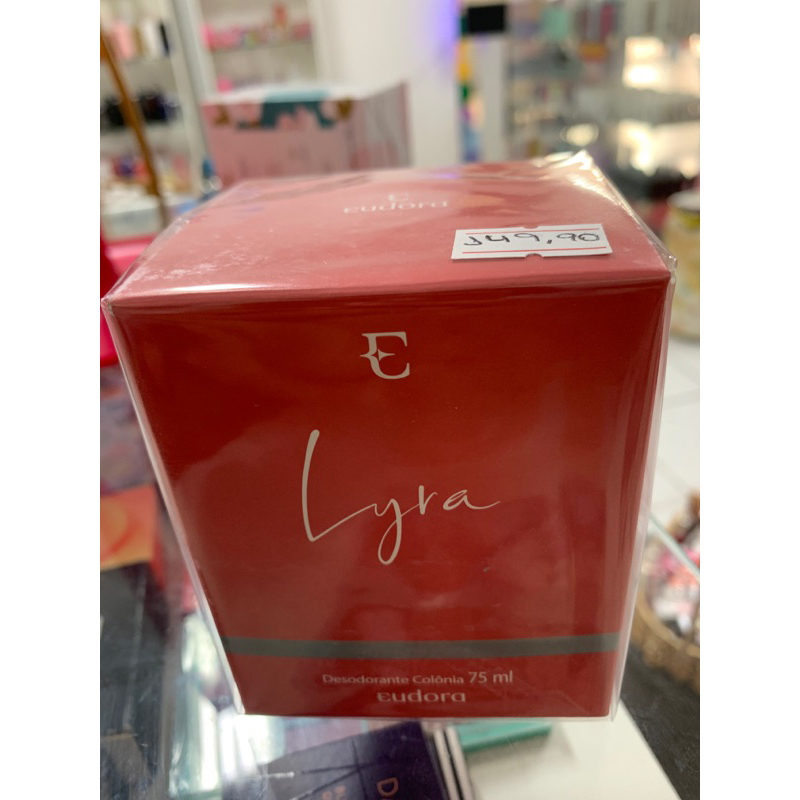 E
eudora
149,90
E
Lyra
Desodorante Colônia 75 ml
eudora
D